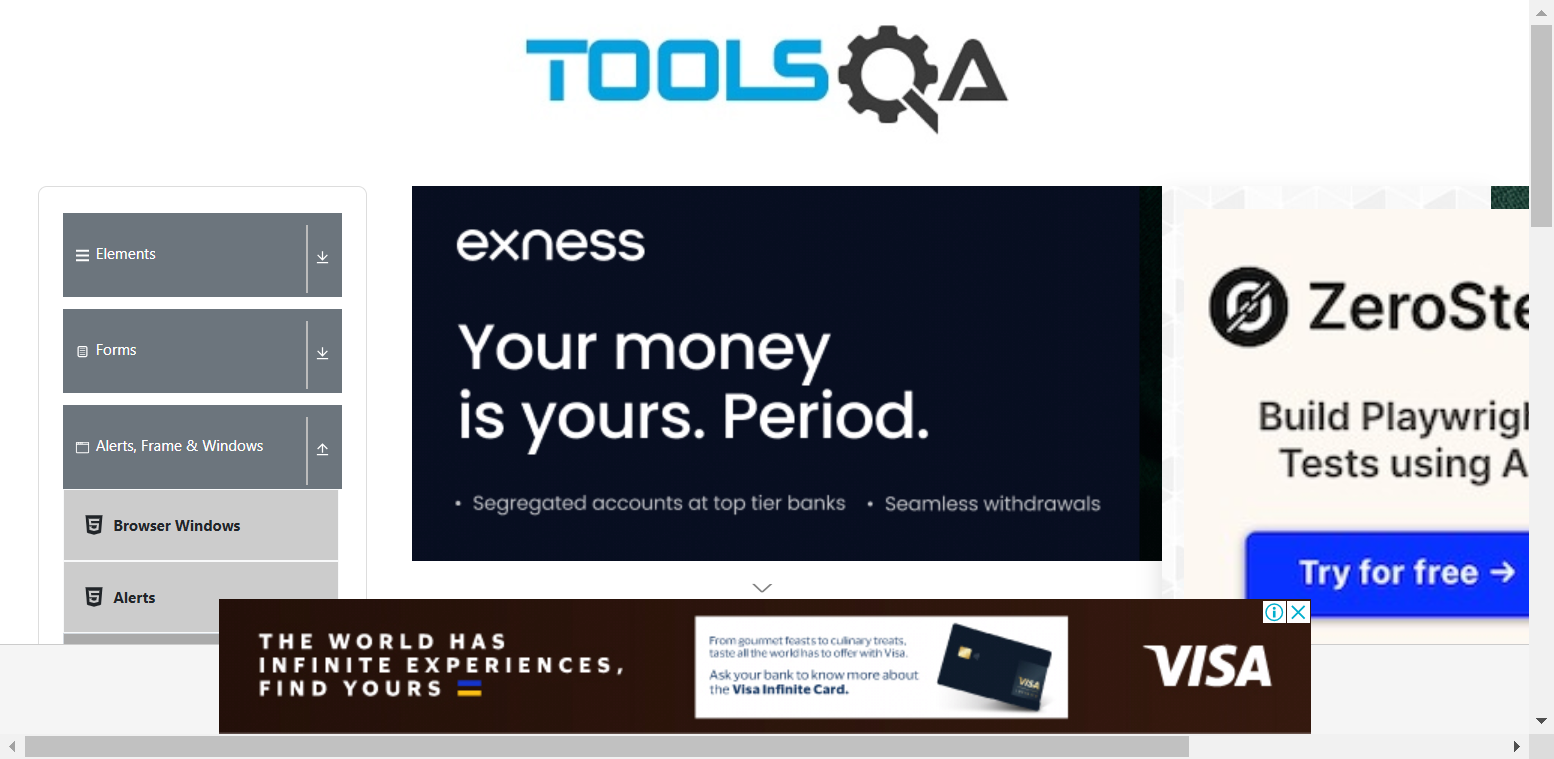 TOOLSQA
Elements
Forms
Alerts, Frame & Windows
Browser Windows
Alerts
exness
Your money
is yours. Period.
• Segregated accounts at top tier banks • Seamless withdrawals
ZeroSte
Build Playwrigh
Tests using A
Try for free →
THE WORLD HAS
INFINITE EXPERIENCES,
FIND YOURS
From gourmet feasts to culinary treats,
taste all the world has to offer with Visa.
Ask your bank to know more about
the Visa Infinite Card.
VISA
VISA